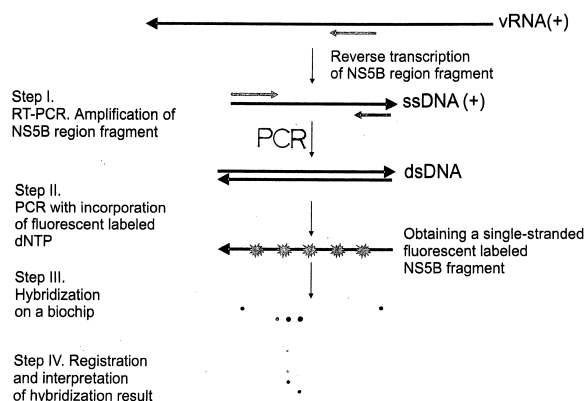 vRNA(+)
Reverse transcription
of NS5B region fragment
Step I.
RT-PCR. Amplification of
NS5B region fragment
ssDNA (+)
PCR
dsDNA
Step II.
PCR with incorporation
of fluorescent labeled
dNTP
Obtaining a single-stranded
fluorescent labeled
NS5B fragment
Step III.
Hybridization
on a biochip
Step IV. Registration
and interpretation
of hybridization result